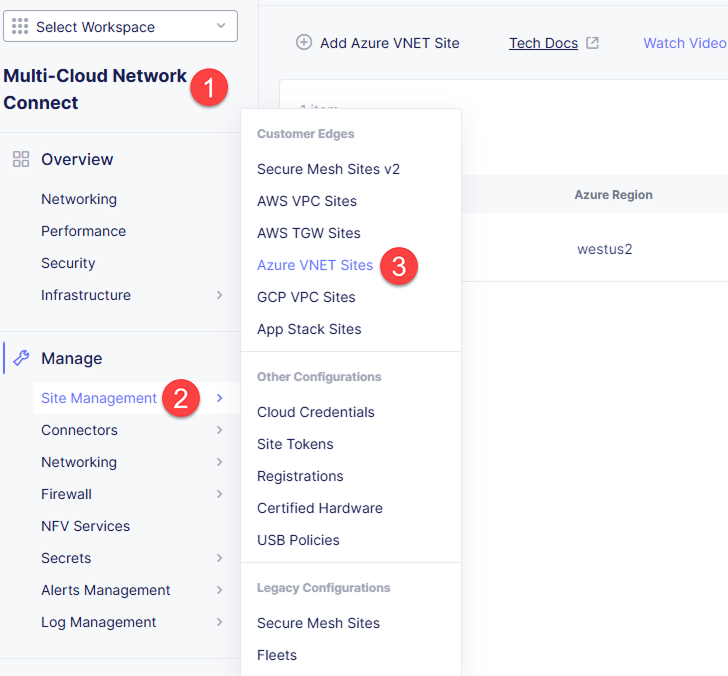 Select Workspace
Multi-Cloud Network
Connect
1
Overview
Networking
Performance
Security
Infrastructure
Manage
Site Management
2
Connectors
Networking
Firewall
NFV Services
Secrets
Alerts Management
Log Management
Customer Edges
Secure Mesh Sites v2
AWS VPC Sites
AWS TGW Sites
Azure VNET Sites
3
GCP VPC Sites
App Stack Sites
Other Configurations
Cloud Credentials
Site Tokens
Registrations
Certified Hardware
USB Policies
Legacy Configurations
Secure Mesh Sites
Fleets
Add Azure VNET Site
Tech Docs
Watch Video
1 item
Azure Region
westus2